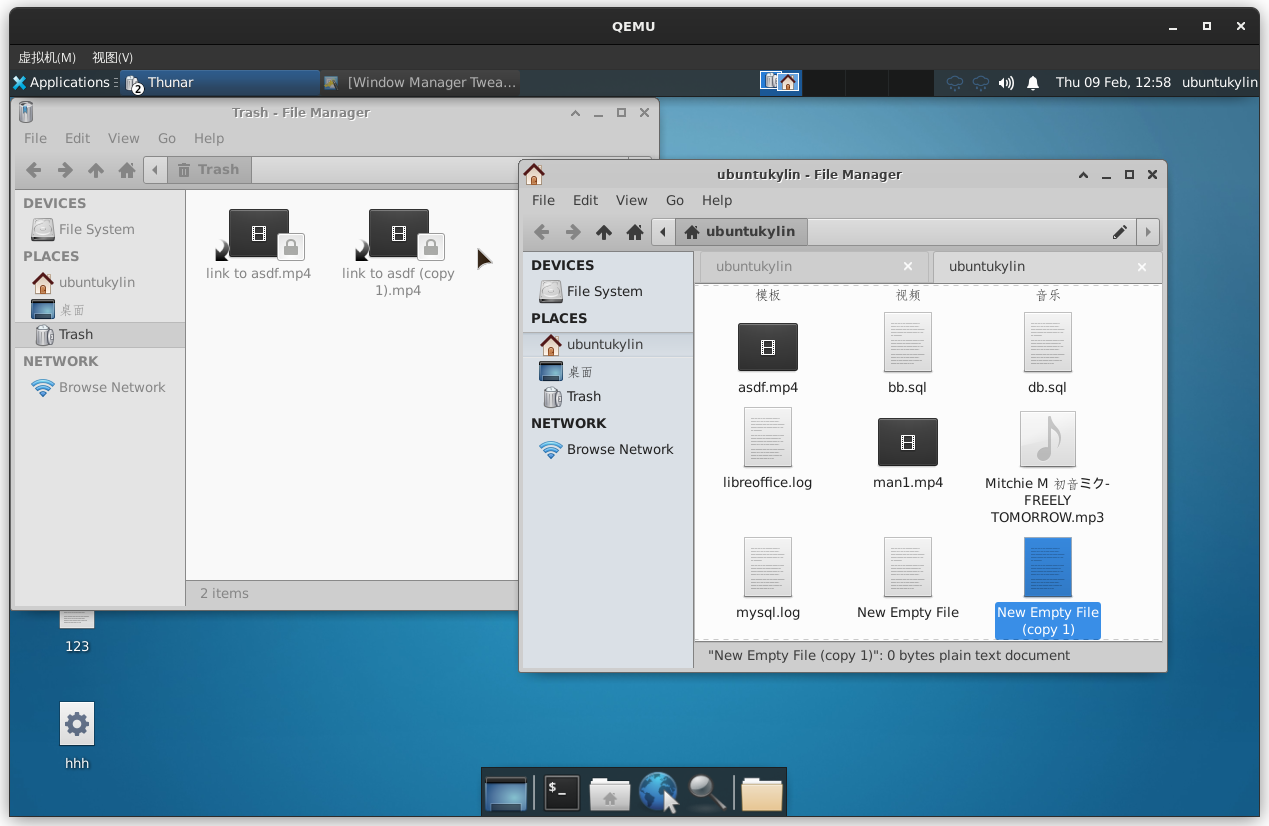 QEMU
虚拟机(M) 视图(V)
Applications 2 Thunar [Window Manager Twea... Thu 09 Feb, 12:58 ubuntukylin
Trash - File Manager
File Edit View Go Help
Trash
DEVICES
File System
PLACES
ubuntukylin
桌面
Trash
NETWORK
Browse Network
link to asdf.mp4
link to asdf (copy
1).mp4
2 items
ubuntukylin - File Manager
File Edit View Go Help
ubuntukylin
DEVICES
File System
PLACES
ubuntukylin
桌面
Trash
NETWORK
Browse Network
ubuntukylin ubuntukylin
模板 视频 音乐
asdf.mp4 bb.sql db.sql
libreoffice.log man1.mp4 Mitchie M 初音ミク-
FREELY
TOMORROW.mp3
mysql.log New Empty File New Empty File
(copy 1)
"New Empty File (copy 1)": 0 bytes plain text document
123
hhh
$_